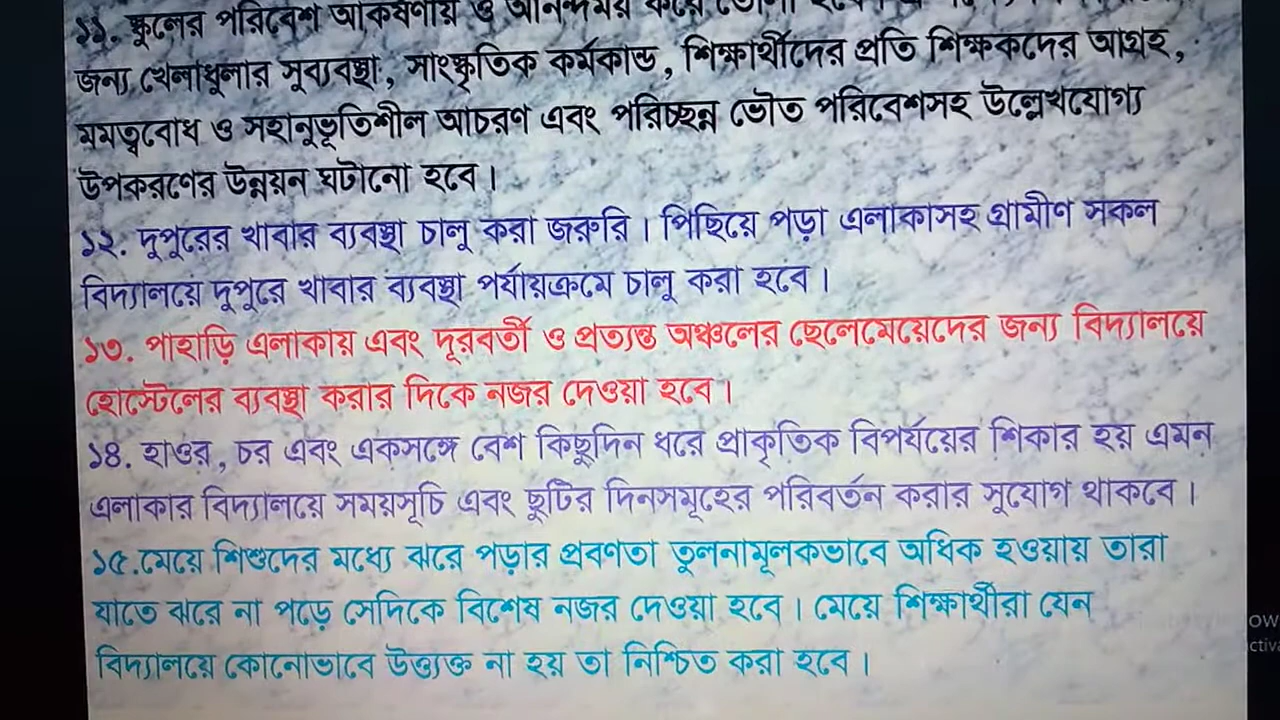 ১১. স্কুলের পরিবেশ আকর্ষণীয় ও আনন্দময় করে তোলা হবে।
জন্য খেলাধুলার সুব্যবস্থা, সাংস্কৃতিক কর্মকান্ড, শিক্ষার্থীদের প্রতি শিক্ষকদের আগ্রহ,
মমত্ববোধ ও সহানুভূতিশীল আচরণ এবং পরিচ্ছন্ন ভৌত পরিবেশসহ উল্লেখযোগ্য
উপকরণের উন্নয়ন ঘটানো হবে।
১২. দুপুরের খাবার ব্যবস্থা চালু করা জরুরি। পিছিয়ে পড়া এলাকাসহ গ্রামীণ সকল
বিদ্যালয়ে দুপুরে খাবার ব্যবস্থা পর্যায়ক্রমে চালু করা হবে।
১৩. পাহাড়ি এলাকায় এবং দূরবর্তী ও প্রত্যন্ত অঞ্চলের ছেলেমেয়েদের জন্য বিদ্যালয়ে
হোস্টেলের ব্যবস্থা করার দিকে নজর দেওয়া হবে।
১৪. হাওর, চর এবং একসঙ্গে বেশ কিছুদিন ধরে প্রাকৃতিক বিপর্যয়ের শিকার হয় এমন
এলাকার বিদ্যালয়ে সময়সূচি এবং ছুটির দিনসমূহের পরিবর্তন করার সুযোগ থাকবে।
১৫.মেয়ে শিশুদের মধ্যে ঝরে পড়ার প্রবণতা তুলনামূলকভাবে অধিক হওয়ায় তারা
যাতে ঝরে না পড়ে সেদিকে বিশেষ নজর দেওয়া হবে। মেয়ে শিক্ষার্থীরা যেন
বিদ্যালয়ে কোনোভাবে উত্ত্যক্ত না হয় তা নিশ্চিত করা হবে।